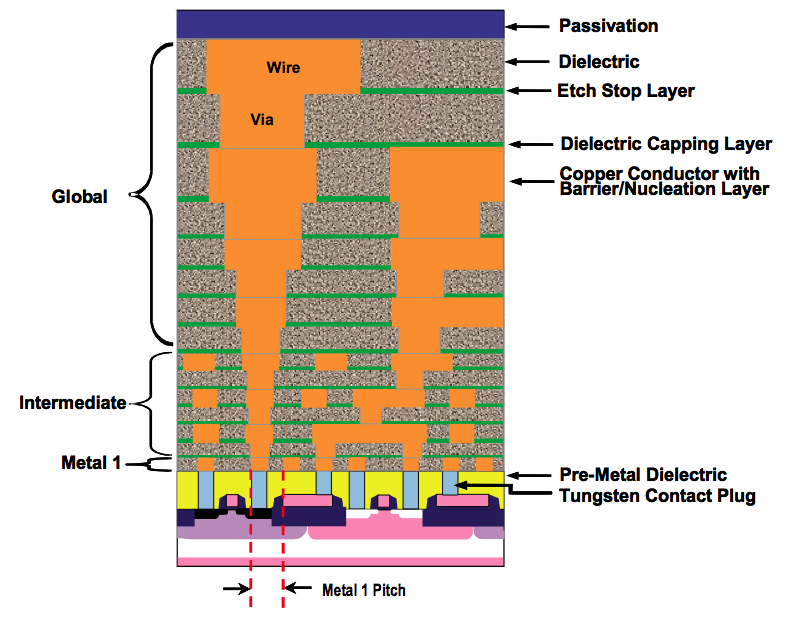 Passivation
Wire
Dielectric
Etch Stop Layer
Via
Dielectric Capping Layer
Copper Conductor with
Barrier/Nucleation Layer
Global
Intermediate
Metal 1
Pre-Metal Dielectric
Tungsten Contact Plug
Metal 1 Pitch